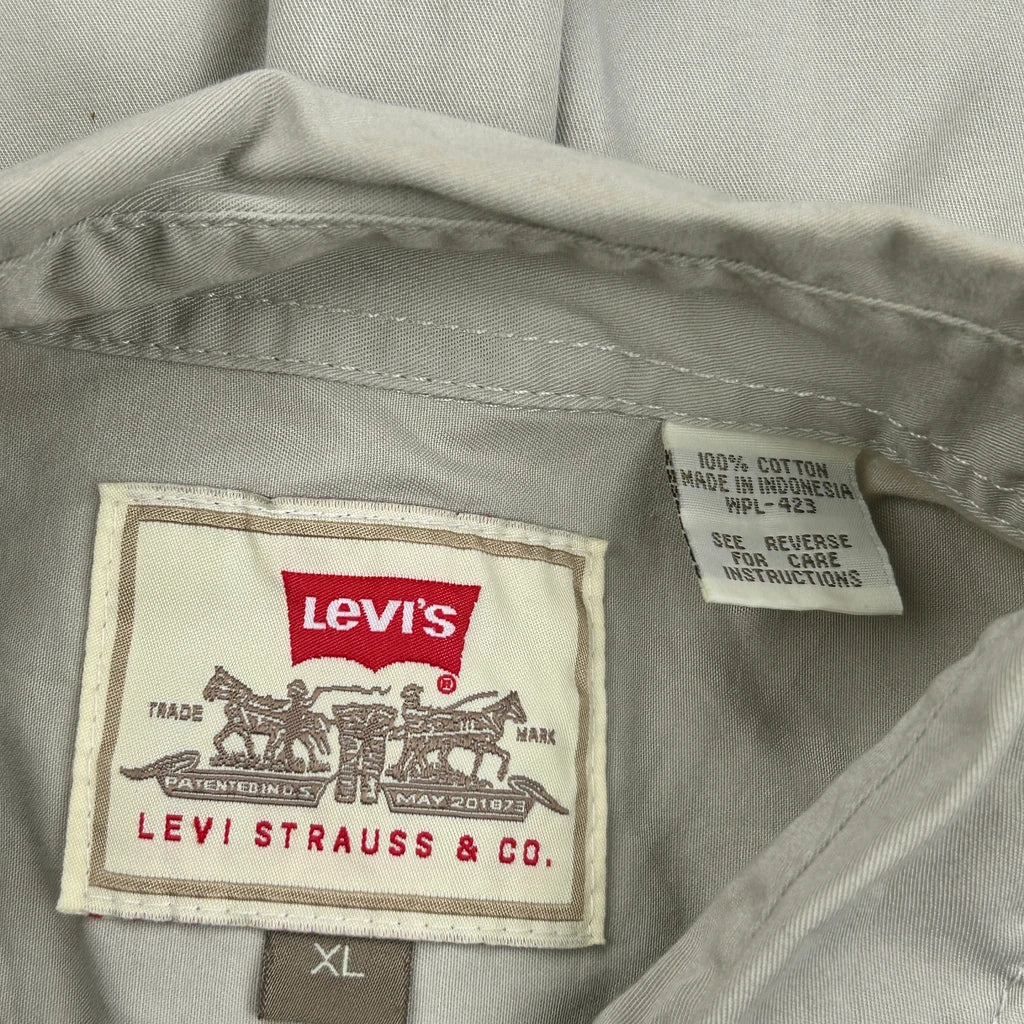 100% COTTON
MADE IN INDONESIA
WPL-423
SEE REVERSE
FOR CARE
INSTRUCTIONS
LEVI'S
®
TRADE MARK
PATENTED IN U.S.
MAY 20 1873
LEVI STRAUSS & CO.
XL